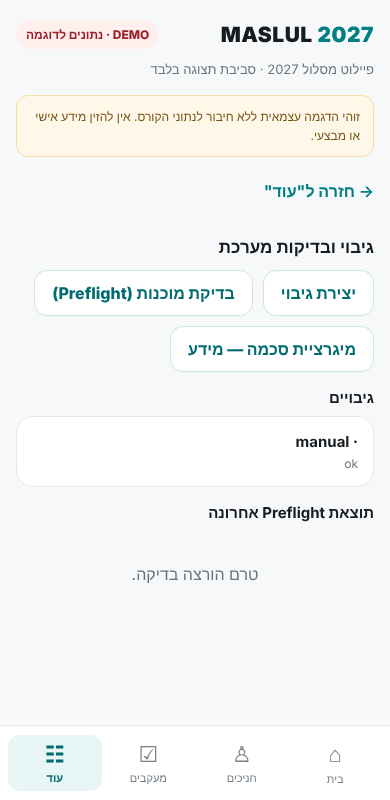 MASLUL 2027
DEMO · נתונים לדוגמה
פיילוט מסלול 2027 · סביבת תצוגה בלבד
זוהי הדגמה עצמאית ללא חיבור לנתוני הקורס. אין להזין מידע אישי
או מבצעי.
→ חזרה ל"עוד"
גיבוי ובדיקות מערכת
יצירת גיבוי
בדיקת מוכנות (Preflight)
מיגרציית סכמה — מידע
גיבויים
· manual
ok
תוצאת Preflight אחרונה
טרם הורצה בדיקה.
בית
חניכים
מעקבים
עוד